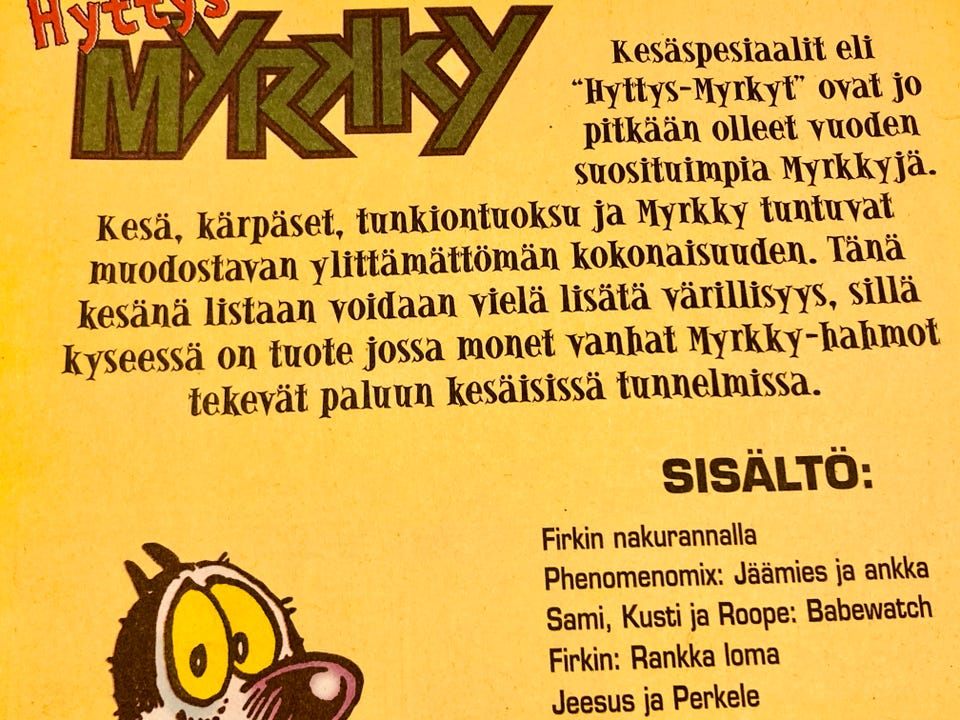 Hyttys
MYRKKY
Kesäspesiaalit eli
"Hyttys-Myrkyt" ovat jo
pitkään olleet vuoden
suosituimpia Myrkkyjä.
Kesä, kärpäset, tunkiontuoksu ja Myrkky tuntuvat
muodostavan ylittämättömän kokonaisuuden. Tänä
kesänä listaan voidaan vielä lisätä värillisyys, sillä
kyseessä on tuote jossa monet vanhat Myrkky-hahmot
tekevät paluun kesäisissä tunnelmissa.
SISÄLTÖ:
Firkin nakurannalla
Phenomenomix: Jäämies ja ankka
Sami, Kusti ja Roope: Babewatch
Firkin: Rankka loma
Jeesus ja Perkele